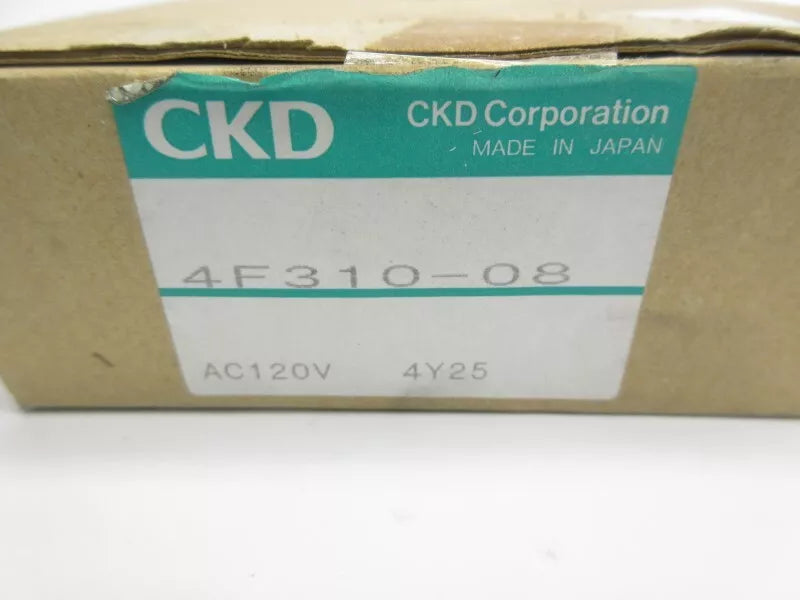 CKD
CKD Corporation
MADE IN JAPAN
4F310-08
AC120V 4Y25